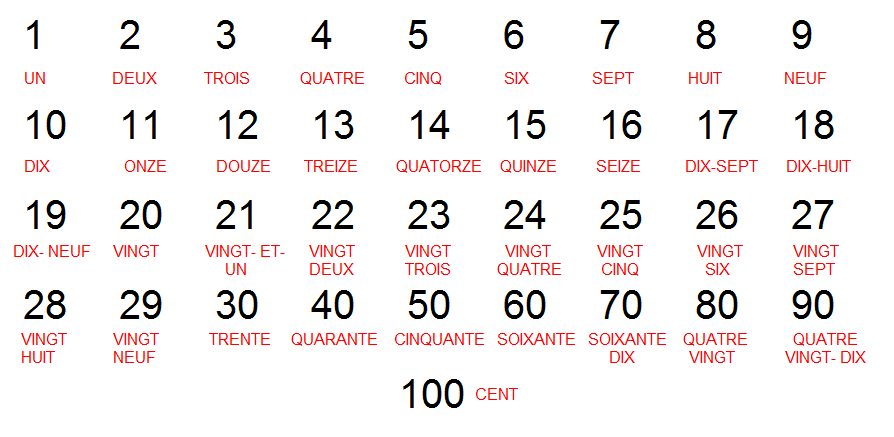 1 2 3 4 5 6 7 8 9
UN DEUX TROIS QUATRE CINQ SIX SEPT HUIT NEUF
10 11 12 13 14 15 16 17 18
DIX ONZE DOUZE TREIZE QUATORZE QUINZE SEIZE DIX-SEPT DIX-HUIT
19 20 21 22 23 24 25 26 27
DIX- NEUF VINGT VINGT- ET- VINGT VINGT VINGT VINGT VINGT VINGT
UN DEUX TROIS QUATRE CINQ SIX SEPT
28 29 30 40 50 60 70 80 90
VINGT VINGT TRENTE QUARANTE CINQUANTE SOIXANTE SOIXANTE QUATRE QUATRE
HUIT NEUF DIX VINGT VINGT- DIX
100 CENT